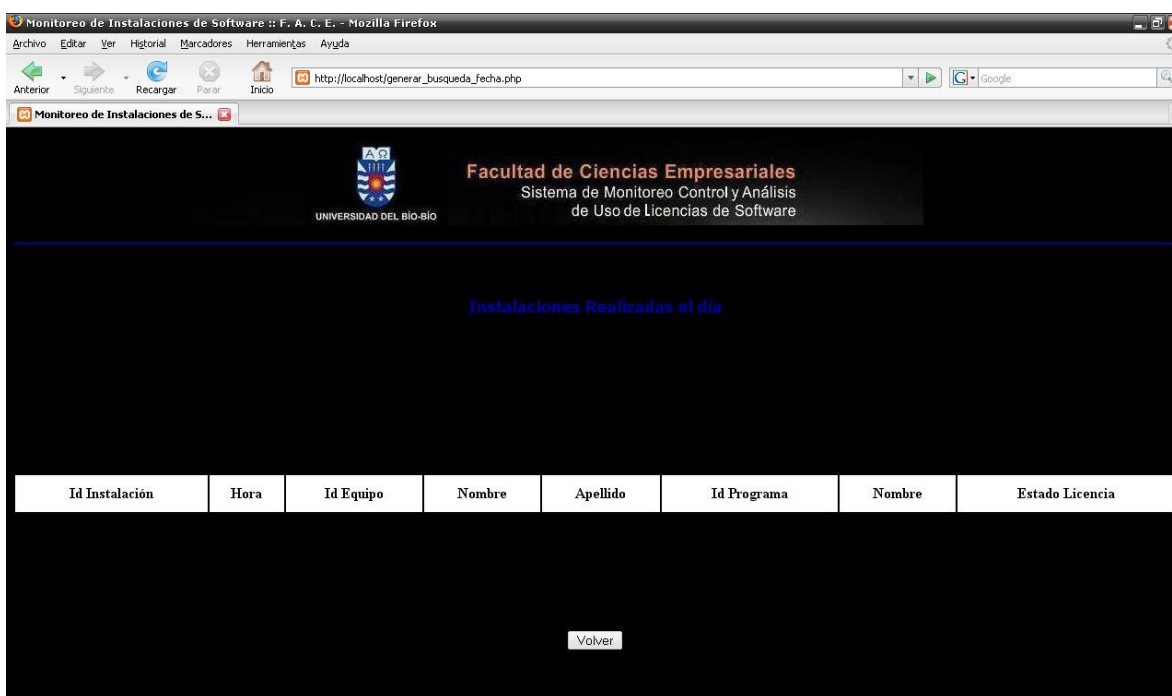 Monitoreo de Instalaciones de Software :: F. A. C. E. - Mozilla Firefox
Archivo Editar Ver Historial Marcadores Herramientas Ayuda
Anterior Siguiente Recargar Parar Inicio
http://localhost/generar_busqueda_fecha.php
G Google
Monitoreo de Instalaciones de S...
ΑΩ
UNIVERSIDAD DEL BÍO-BÍO
Facultad de Ciencias Empresariales
Sistema de Monitoreo Control y Análisis
de Uso de Licencias de Software
Instalaciones Realizadas el día
Id Instalación Hora Id Equipo Nombre Apellido Id Programa Nombre Estado Licencia
Volver